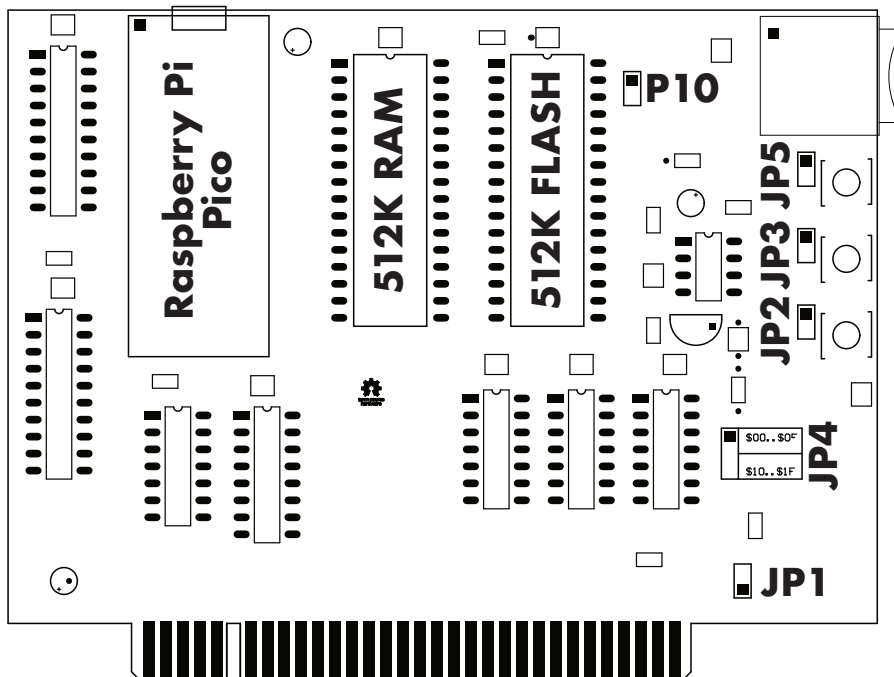 Raspberry Pi
Pico
512K RAM
512K FLASH
P10
JP5
JP3
JP2
$00..$0F
$10..$1F
JP4
JP1